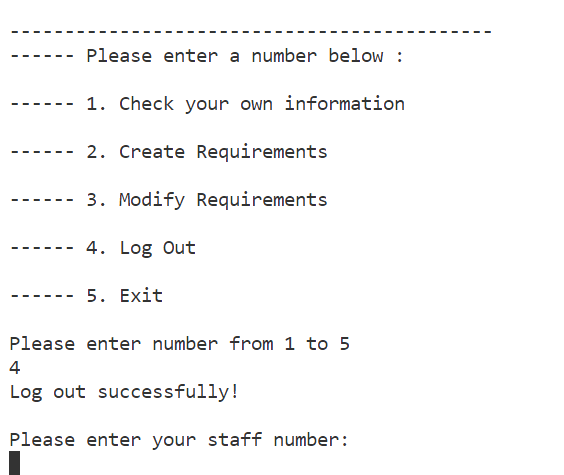 --------------------------------------------
------ Please enter a number below :
------ 1. Check your own information
------ 2. Create Requirements
------ 3. Modify Requirements
------ 4. Log Out
------ 5. Exit
Please enter number from 1 to 5
4
Log out successfully!
Please enter your staff number: